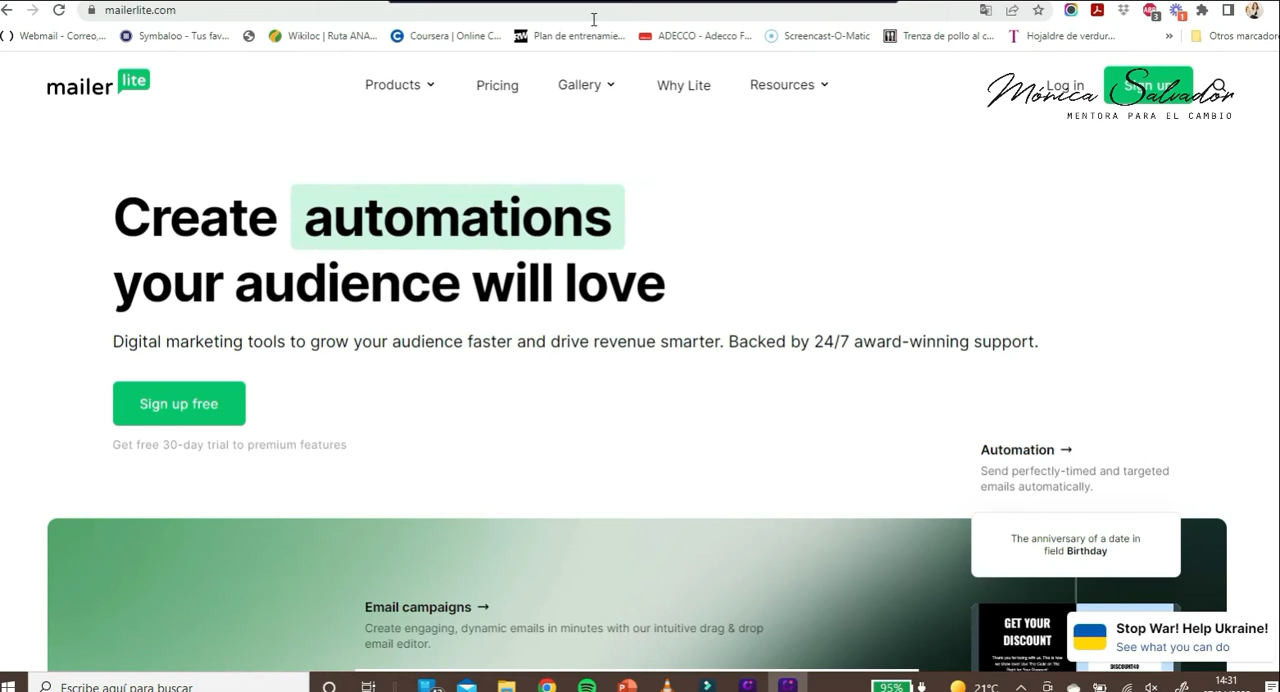 mailerlite.com
Webmail - Correo,...
Symbaloo - Tus fav...
Wikiloc | Ruta ANA...
Coursera | Online C...
Plan de entrenamie...
ADECCO - Adecco F...
Screencast-O-Matic
Trenza de pollo al c...
Hojaldre de verdur...
»
Otros marcador
mailer lite
Products
Pricing
Gallery
Why Lite
Resources
Log in
Sign up
Mónica Salvador
MENTORA PARA EL CAMBIO
Create automations
your audience will love
Digital marketing tools to grow your audience faster and drive revenue smarter. Backed by 24/7 award-winning support.
Sign up free
Get free 30-day trial to premium features
Automation →
Send perfectly-timed and targeted
emails automatically.
The anniversary of a date in
field Birthday
Email campaigns →
Create engaging, dynamic emails in minutes with our intuitive drag & drop
email editor.
GET YOUR
DISCOUNT
DISCOUNT40
Stop War! Help Ukraine!
See what you can do
Escribe aquí para buscar
95%
21°C
14:31